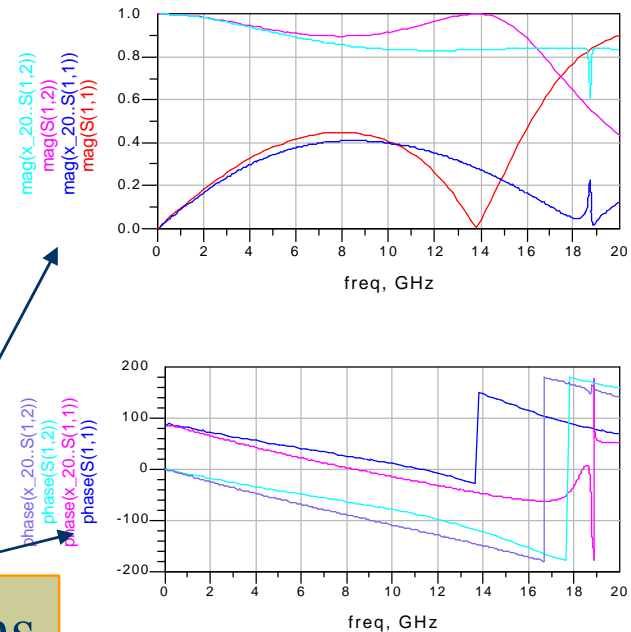 mag(x_20..S(1,2))
mag(S(1,2))
mag(x_20..S(1,1))
mag(S(1,1))
1.0
0.8
0.6
0.4
0.2
0.0
0 2 4 6 8 10 12 14 16 18 20
freq, GHz
phase(x_20..S(1,2))
phase(S(1,2))
phase(x_20..S(1,1))
phase(S(1,1))
200
100
0
-100
-200
0 2 4 6 8 10 12 14 16 18 20
freq, GHz